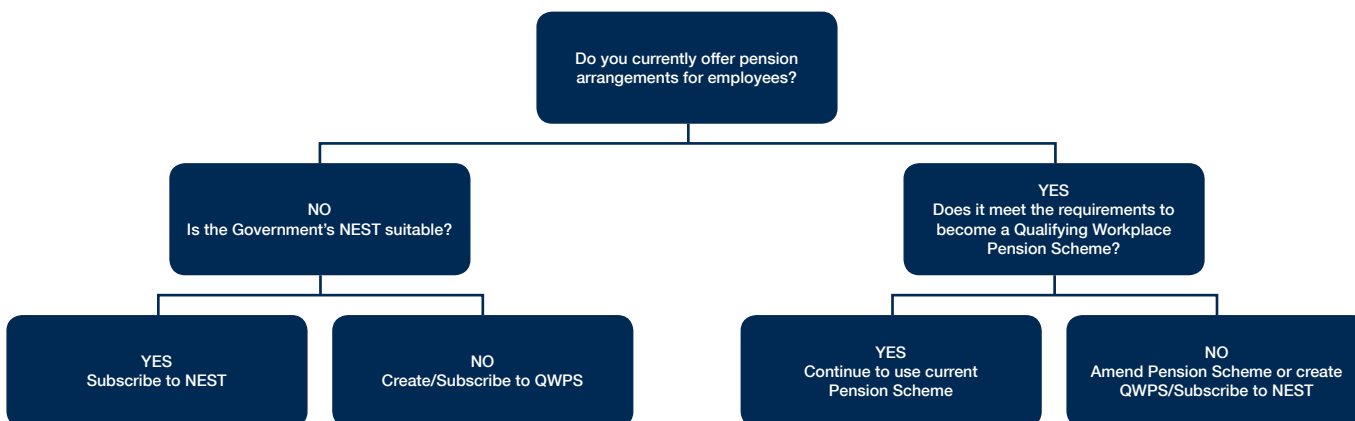 Do you currently offer pension
arrangements for employees?
NO
Is the Government's NEST suitable?
YES
Does it meet the requirements to
become a Qualifying Workplace
Pension Scheme?
YES
Subscribe to NEST
NO
Create/Subscribe to QWPS
YES
Continue to use current
Pension Scheme
NO
Amend Pension Scheme or create
QWPS/Subscribe to NEST